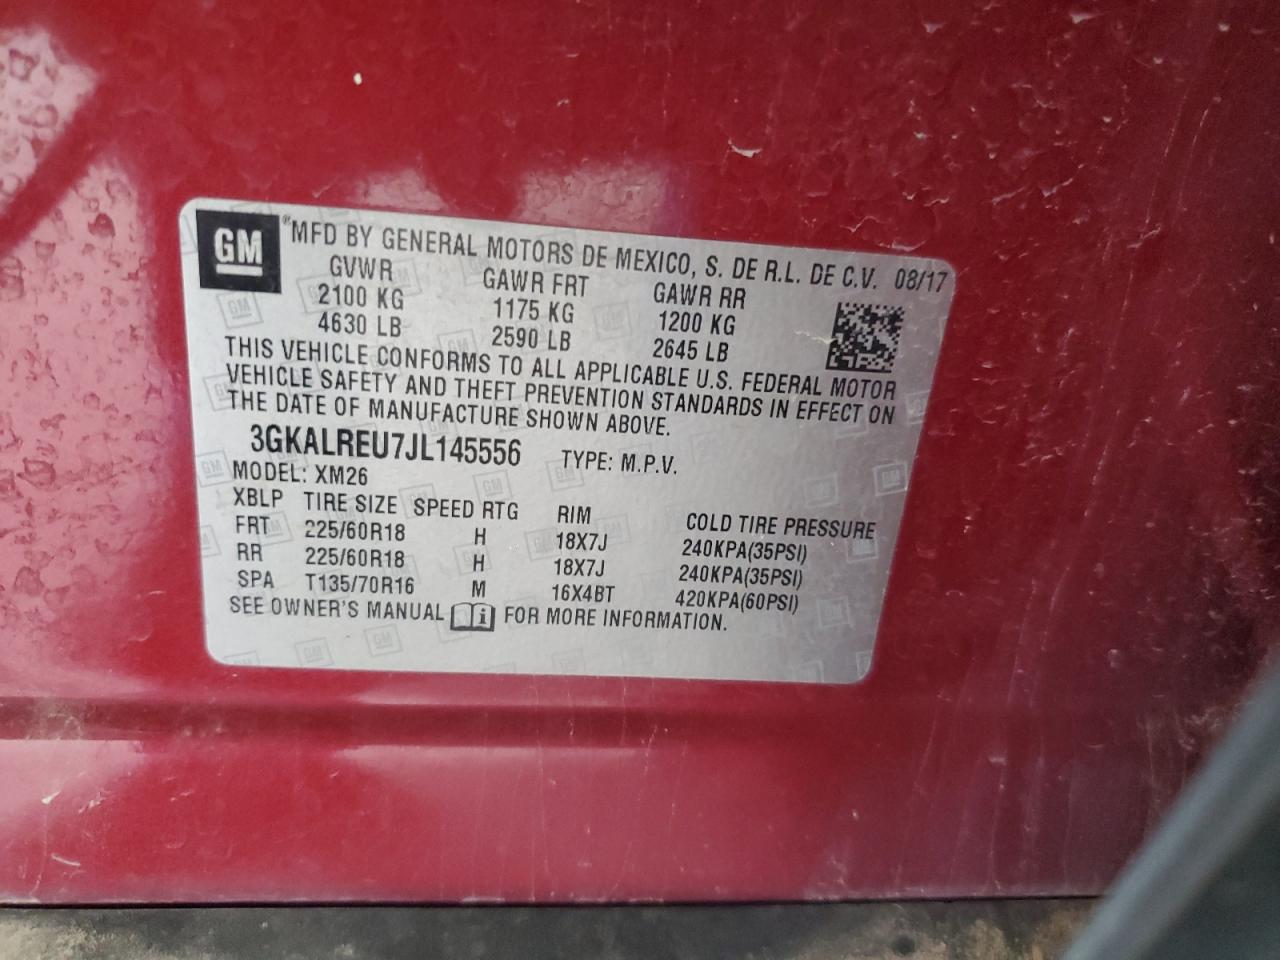 GM ®MFD BY GENERAL MOTORS DE MEXICO, S. DE R.L. DE C.V. 08/17
GVWR GAWR FRT GAWR RR
2100 KG 1175 KG 1200 KG
4630 LB 2590 LB 2645 LB
THIS VEHICLE CONFORMS TO ALL APPLICABLE U.S. FEDERAL MOTOR
VEHICLE SAFETY AND THEFT PREVENTION STANDARDS IN EFFECT ON
THE DATE OF MANUFACTURE SHOWN ABOVE.
3GKALREU7JL145556 TYPE: M.P.V.
MODEL: XM26
XBLP TIRE SIZE SPEED RTG RIM COLD TIRE PRESSURE
FRT 225/60R18 H 18X7J 240KPA(35PSI)
RR 225/60R18 H 18X7J 240KPA(35PSI)
SPA T135/70R16 M 16X4BT 420KPA(60PSI)
SEE OWNER'S MANUAL i FOR MORE INFORMATION.